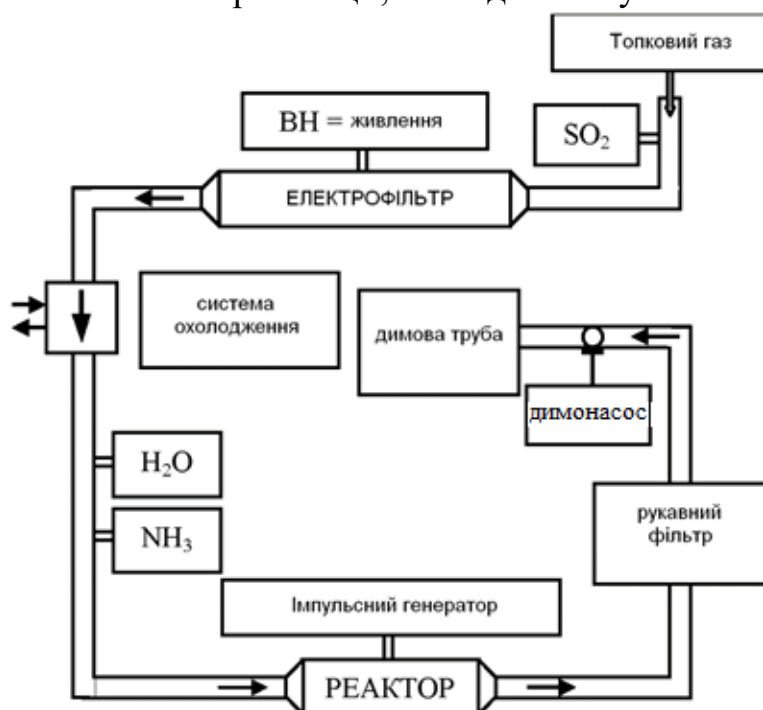 Топковий газ
ВН = живлення
SO₂
ЕЛЕКТРОФІЛЬТР
система
охолодження
димова труба
димонасос
H₂O
NH₃
рукавний
фільтр
Імпульсний генератор
РЕАКТОР